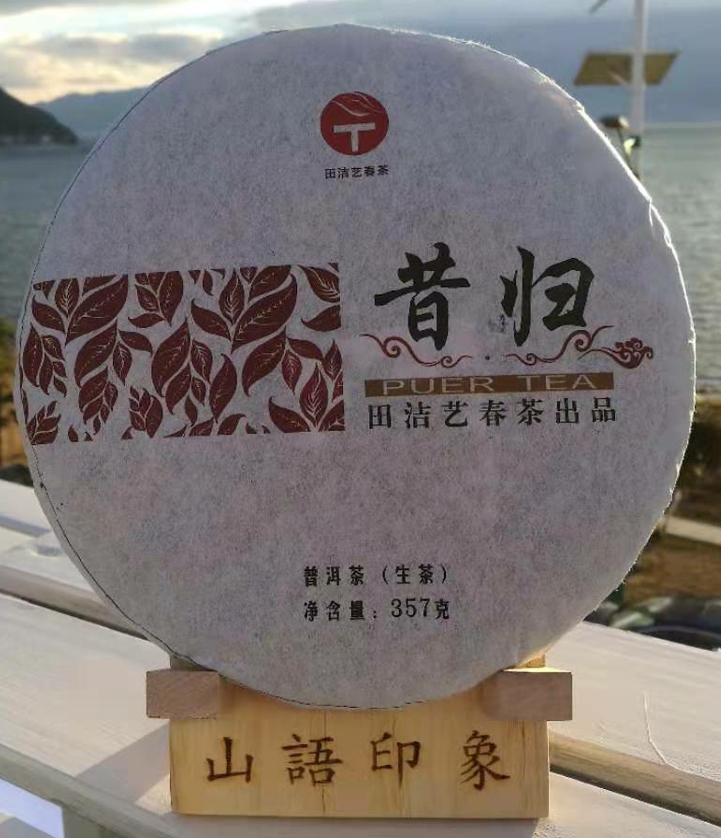 田洁艺春茶
昔归
PUER TEA
田洁艺春茶出品
普洱茶（生茶）
净含量：357克
山語印象